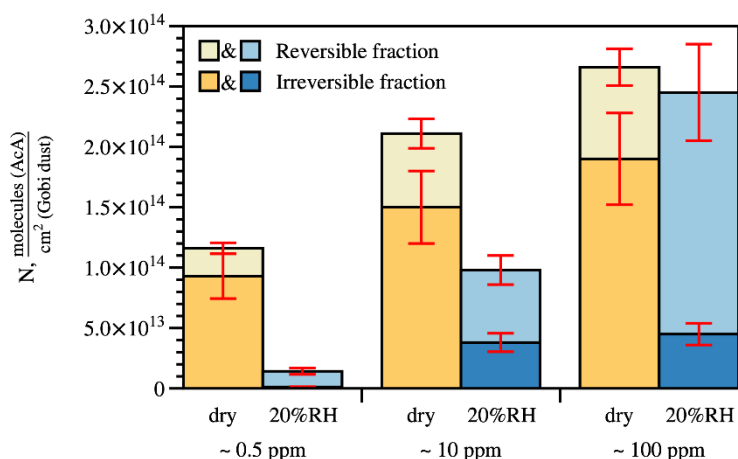 3.0×10¹⁴
2.5×10¹⁴
2.0×10¹⁴
1.5×10¹⁴
1.0×10¹⁴
5.0×10¹³
0
N, molecules (AcA)
cm² (Gobi dust)
& Reversible fraction
& Irreversible fraction
dry 20%RH dry 20%RH dry 20%RH
~ 0.5 ppm ~ 10 ppm ~ 100 ppm